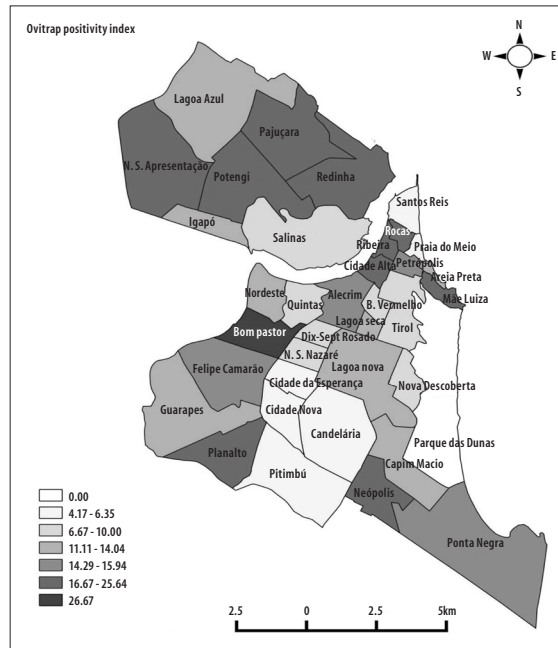 Ovitrap positivity index
N
W E
S
Lagoa Azul
Pajuçara
N. S. Apresentação
Potengi
Redinha
Igapó
Salinas
Santos Reis
Rocas
Ribeira
Praia do Meio
Cidade Alta
Petrópolis
Areia Preta
Mãe Luiza
Nordeste
Quintas
Alecrim
B. Vermelho
Lagoa seca
Tirol
Bom pastor
Dix-Sept Rosado
N. S. Nazaré
Lagoa nova
Felipe Camarão
Cidade da Esperança
Nova Descoberta
Guarapes
Cidade Nova
Candelária
Parque das Dunas
Planalto
Capim Macio
Pitimbú
Neópolis
Ponta Negra
0.00
4.17 - 6.35
6.67 - 10.00
11.11 - 14.04
14.29 - 15.94
16.67 - 25.64
26.67
2.5 0 2.5 5km